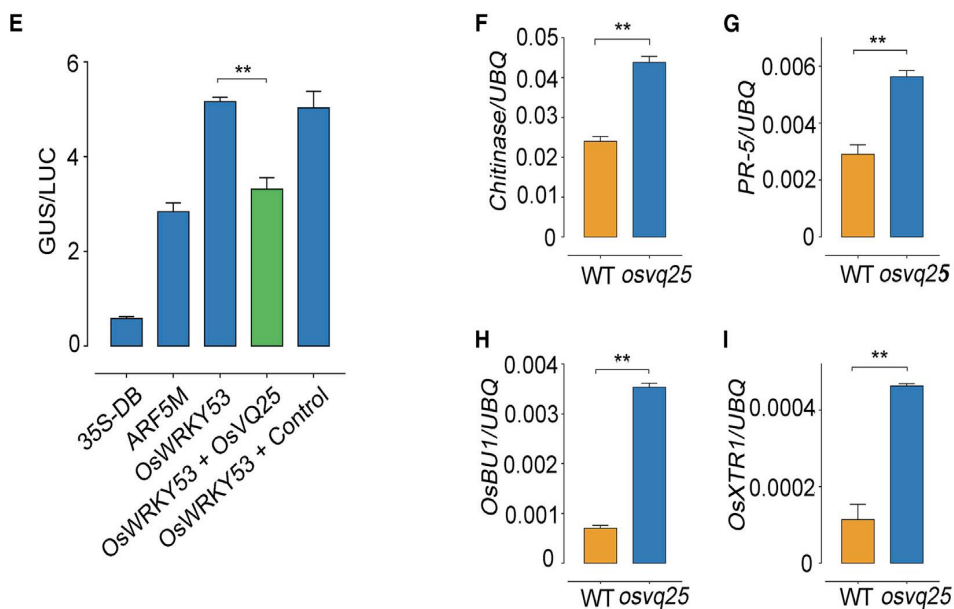 E
GUS/LUC
6
4
2
0
**
35S-DB
ARF5M
OsWRKY53
OsWRKY53 + OsVQ25
OsWRKY53 + Control
F
Chitinase/UBQ
0.05
0.04
0.03
0.02
0.01
0
**
WT osvq25
G
PR-5/UBQ
0.006
0.004
0.002
0
**
WT osvq25
H
OsBU1/UBQ
0.004
0.003
0.002
0.001
0
**
WT osvq25
I
OsXTR1/UBQ
0.0004
0.0002
0
**
WT osvq25